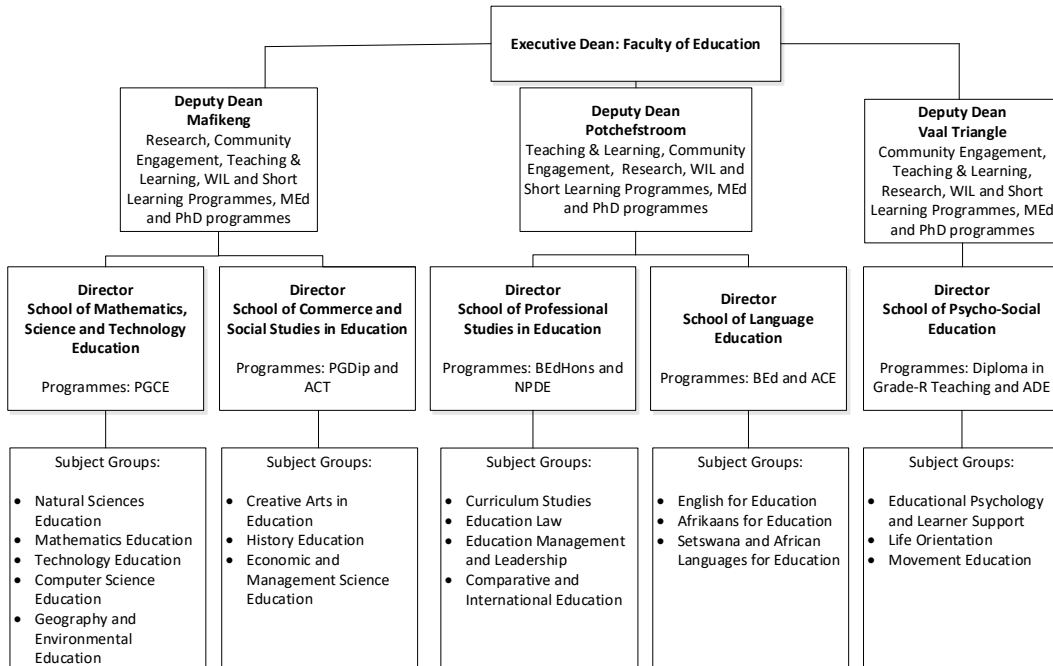 Executive Dean: Faculty of Education
Deputy Dean
Mafikeng
Research, Community
Engagement, Teaching &
Learning, WIL and Short
Learning Programmes, MEd
and PhD programmes
Deputy Dean
Potchefstroom
Teaching & Learning, Community
Engagement, Research, WIL and
Short Learning Programmes, MEd
and PhD programmes
Deputy Dean
Vaal Triangle
Community Engagement,
Teaching & Learning,
Research, WIL and Short
Learning Programmes, MEd
and PhD programmes
Director
School of Mathematics,
Science and Technology
Education
Programmes: PGCE
Director
School of Commerce and
Social Studies in Education
Programmes: PGDip and
ACT
Director
School of Professional
Studies in Education
Programmes: BEdHons and
NPDE
Director
School of Language
Education
Programmes: BEd and ACE
Director
School of Psycho-Social
Education
Programmes: Diploma in
Grade-R Teaching and ADE
Subject Groups:
• Natural Sciences
Education
• Mathematics Education
• Technology Education
• Computer Science
Education
• Geography and
Environmental
Education
Subject Groups:
• Creative Arts in
Education
• History Education
• Economic and
Management Science
Education
Subject Groups:
• Curriculum Studies
• Education Law
• Education Management
and Leadership
• Comparative and
International Education
Subject Groups:
• English for Education
• Afrikaans for Education
• Setswana and African
Languages for Education
Subject Groups:
• Educational Psychology
and Learner Support
• Life Orientation
• Movement Education